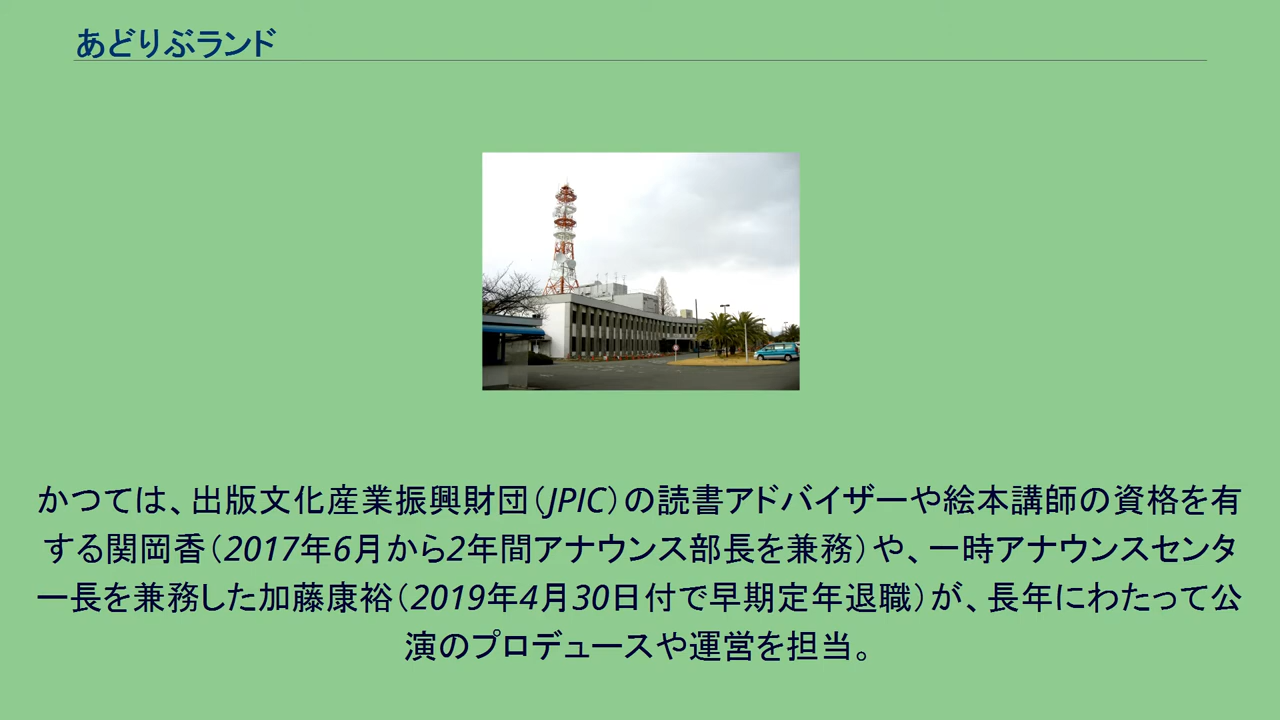 あどりぶランド
かつては、出版文化産業振興財団（JPIC）の読書アドバイザーや絵本講師の資格を有
する関岡香（2017年6月から2年間アナウンス部長を兼務）や、一時アナウンスセンタ
ー長を兼務した加藤康裕（2019年4月30日付で早期定年退職）が、長年にわたって公
演のプロデュースや運営を担当。